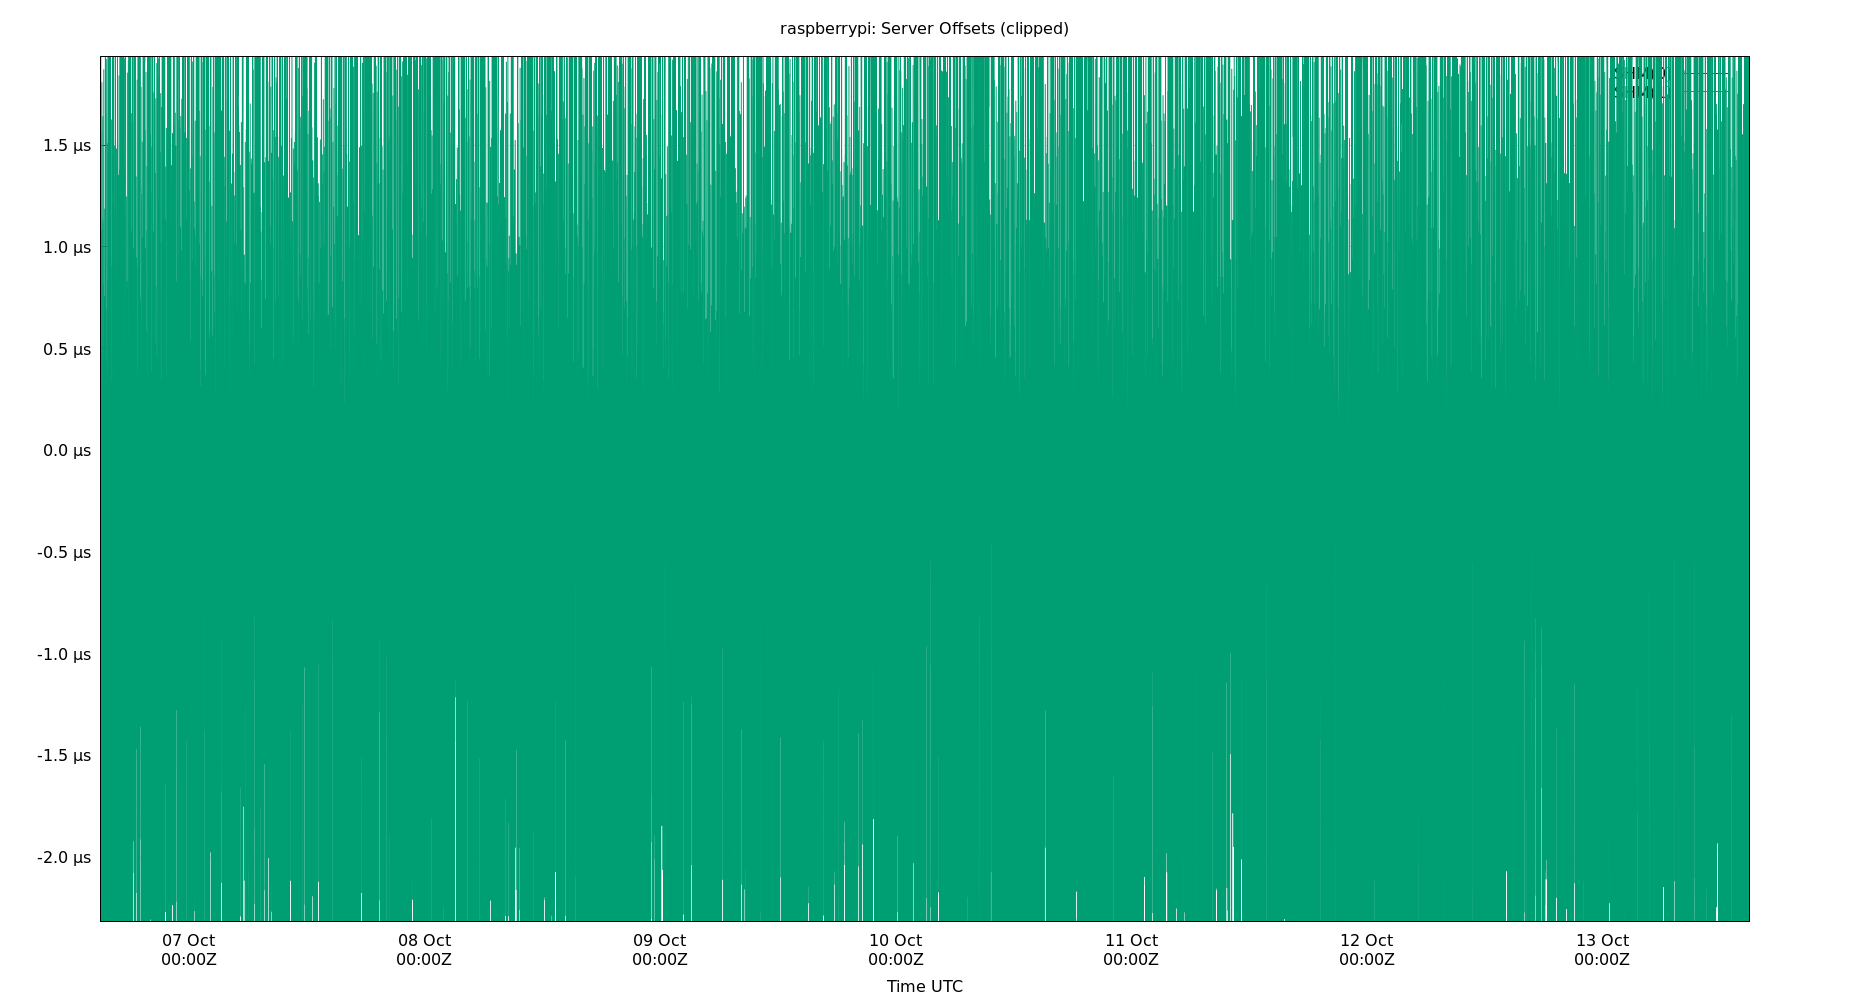 raspberrypi: Server Offsets (clipped)
1.5 µs
1.0 µs
0.5 µs
0.0 µs
-0.5 µs
-1.0 µs
-1.5 µs
-2.0 µs
07 Oct 08 Oct 09 Oct 10 Oct 11 Oct 12 Oct 13 Oct
00:00Z 00:00Z 00:00Z 00:00Z 00:00Z 00:00Z 00:00Z
Time UTC